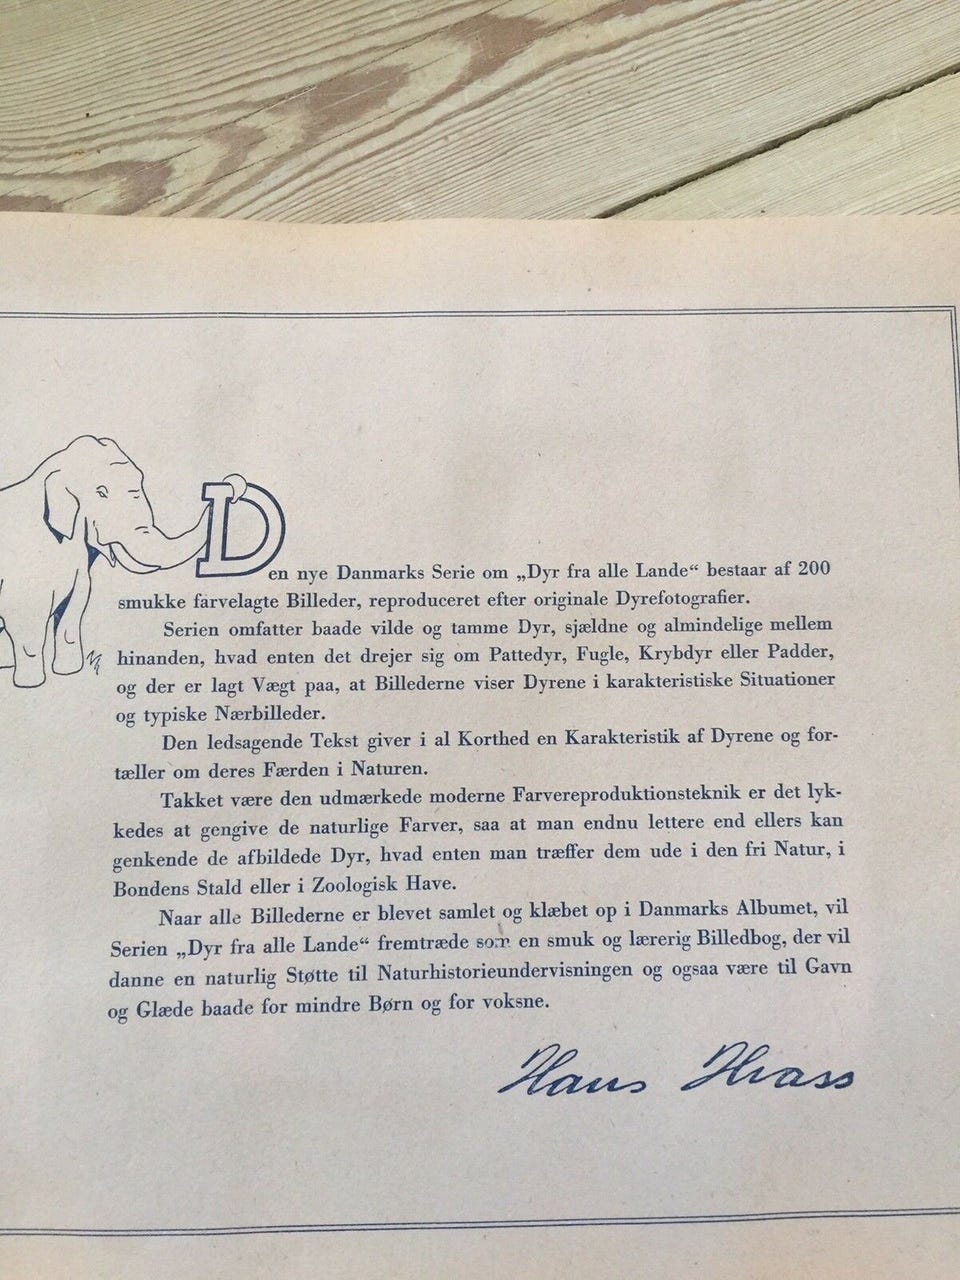 Den nye Danmarks Serie om „Dyr fra alle Lande“ bestaar af 200
smukke farvelagte Billeder, reproduceret efter originale Dyrefotografier.
Serien omfatter baade vilde og tamme Dyr, sjældne og almindelige mellem
hinanden, hvad enten det drejer sig om Pattedyr, Fugle, Krybdyr eller Padder,
og der er lagt Vægt paa, at Billederne viser Dyrene i karakteristiske Situationer
og typiske Nærbilleder.
Den ledsagende Tekst giver i al Korthed en Karakteristik af Dyrene og for-
tæller om deres Færden i Naturen.
Takket være den udmærkede moderne Farvereproduktionsteknik er det lyk-
kedes at gengive de naturlige Farver, saa at man endnu lettere end ellers kan
genkende de afbildede Dyr, hvad enten man træffer dem ude i den fri Natur, i
Bondens Stald eller i Zoologisk Have.
Naar alle Billederne er blevet samlet og klæbet op i Danmarks Albumet, vil
Serien „Dyr fra alle Lande“ fremtræde som en smuk og lærerig Billedbog, der vil
danne en naturlig Støtte til Naturhistorieundervisningen og ogsaa være til Gavn
og Glæde baade for mindre Børn og for voksne.
Hans Hvass